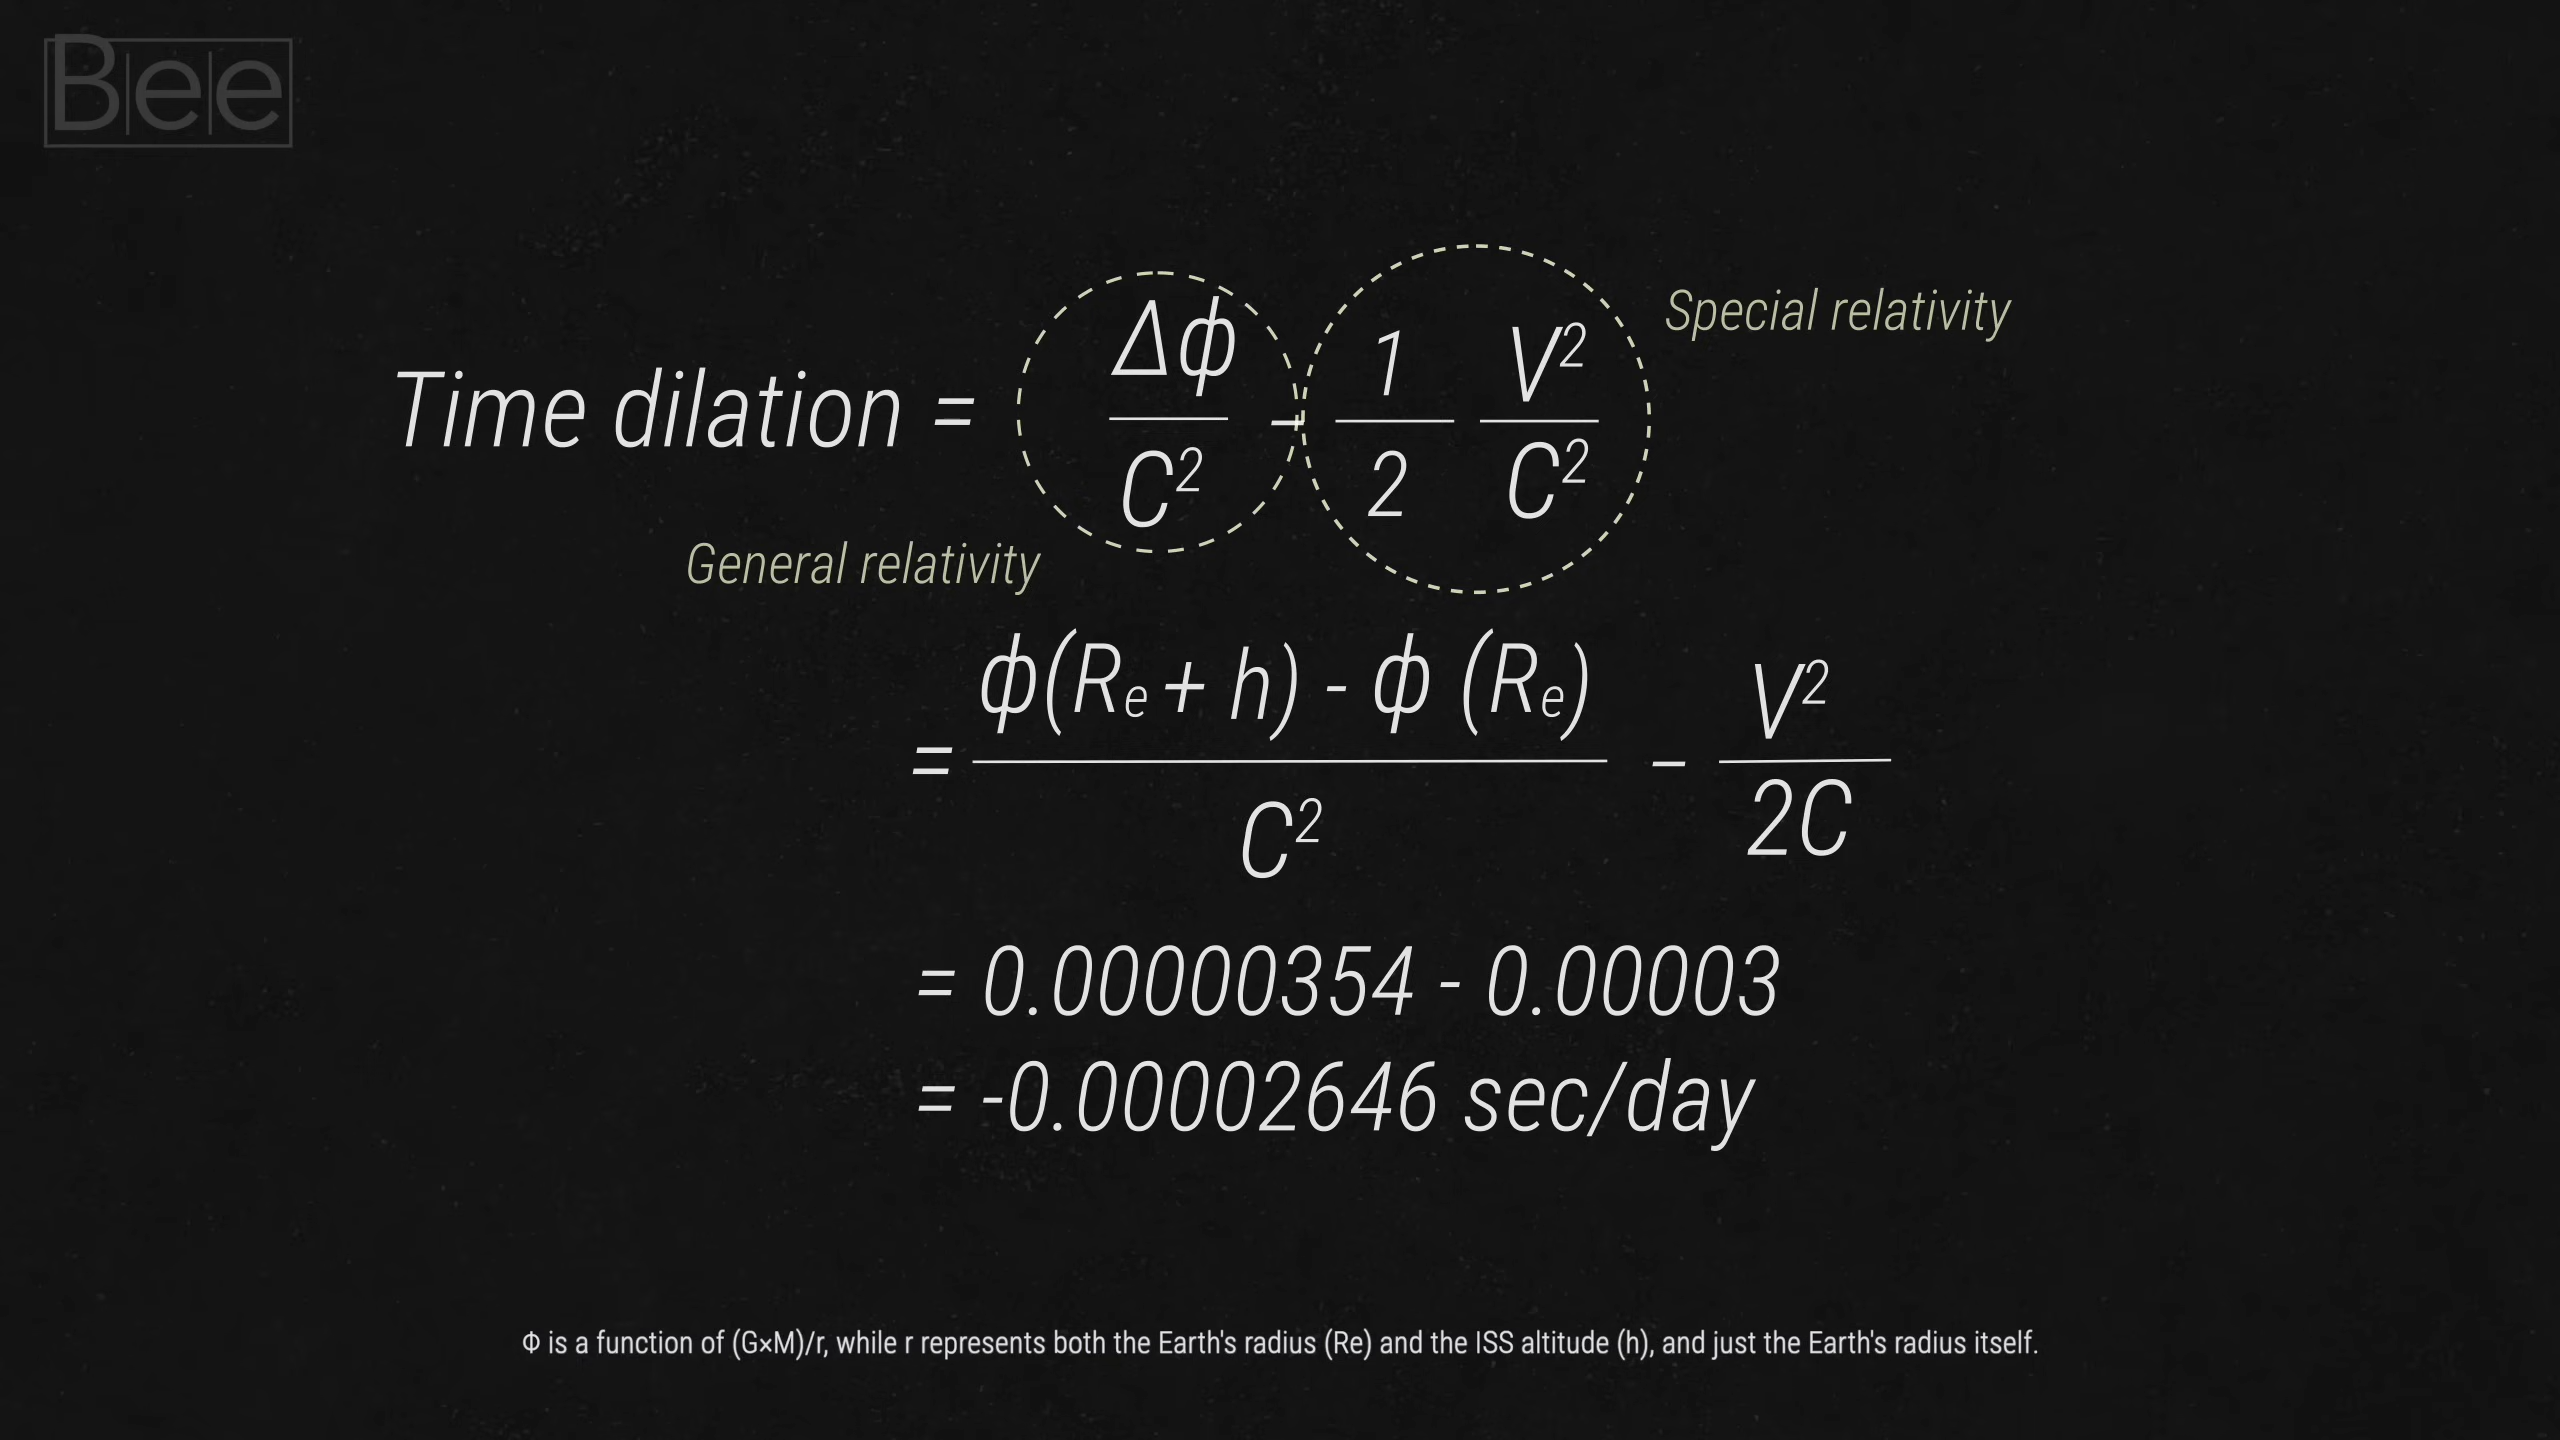 Bee
Special relativity
Time dilation = Δϕ/C² - 1/2 V²/C²
General relativity
= ϕ(Re + h) - ϕ (Re)/C² - V²/2C
= 0.00000354 - 0.00003
= -0.00002646 sec/day
Φ is a function of (G×M)/r, while r represents both the Earth's radius (Re) and the ISS altitude (h), and just the Earth's radius itself.